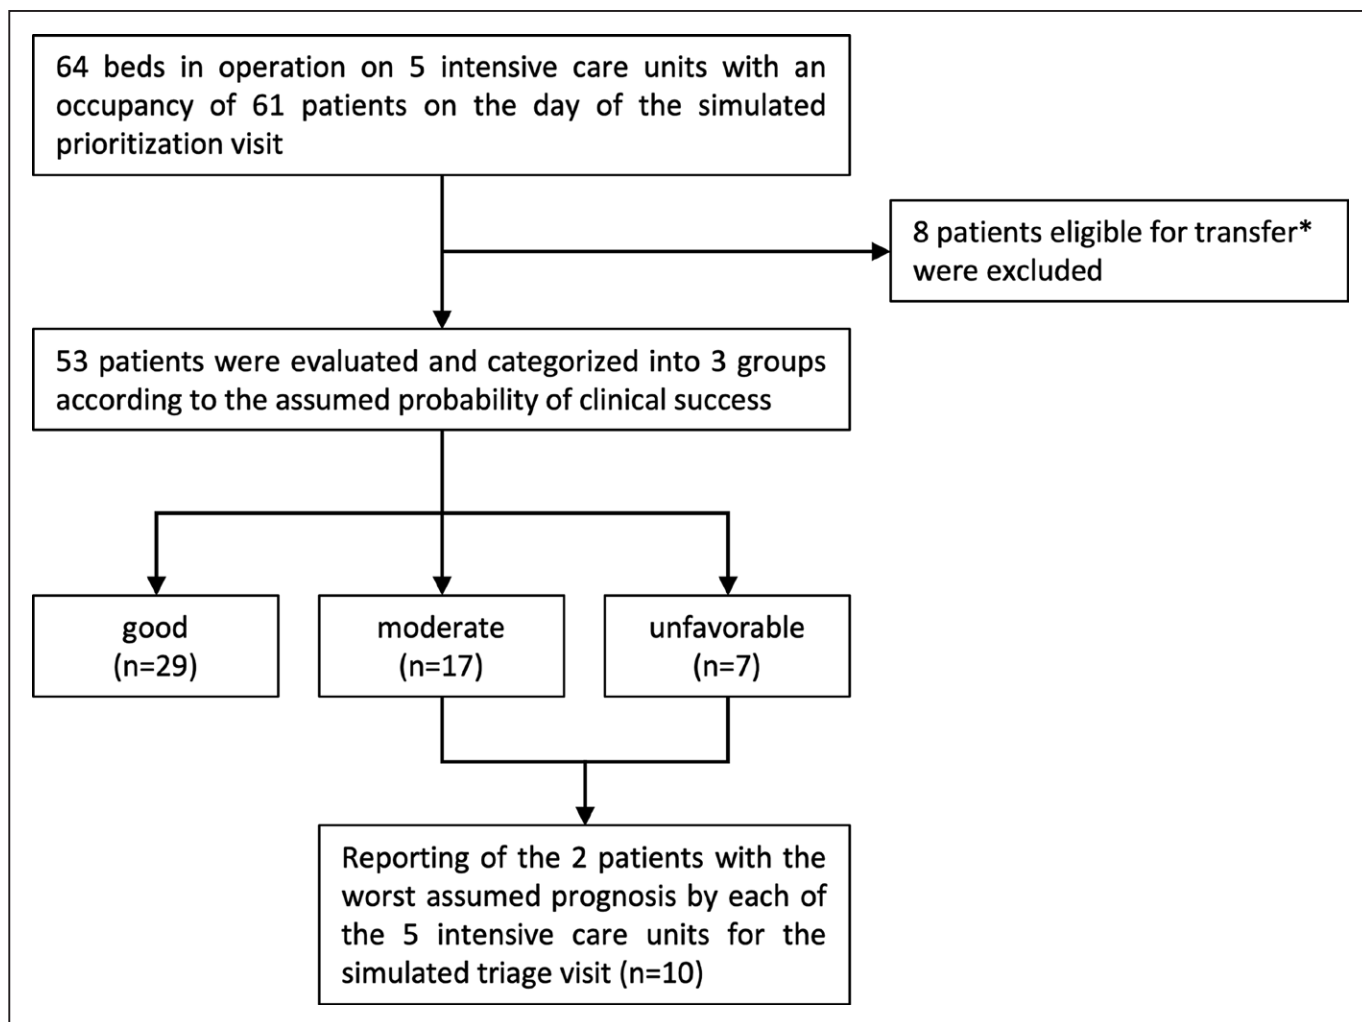 64 beds in operation on 5 intensive care units with an
occupancy of 61 patients on the day of the simulated
prioritization visit
8 patients eligible for transfer*
were excluded
53 patients were evaluated and categorized into 3 groups
according to the assumed probability of clinical success
good
(n=29)
moderate
(n=17)
unfavorable
(n=7)
Reporting of the 2 patients with the
worst assumed prognosis by each of
the 5 intensive care units for the
simulated triage visit (n=10)